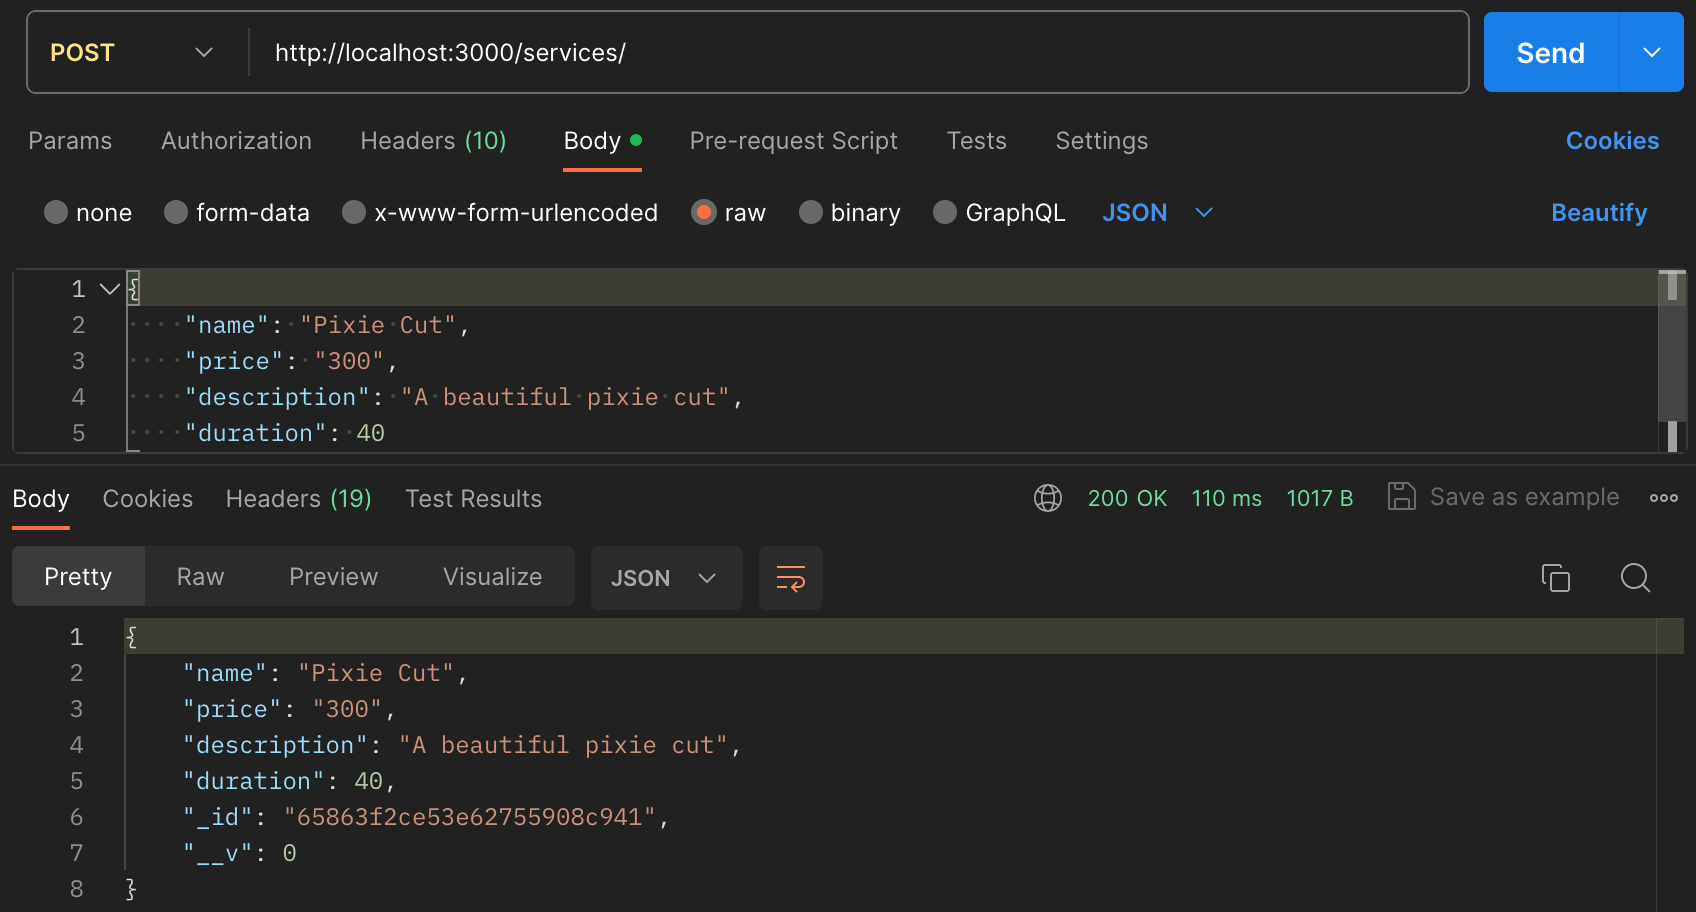 POST http://localhost:3000/services/ Send
Params Authorization Headers (10) Body Pre-request Script Tests Settings Cookies
none form-data x-www-form-urlencoded raw binary GraphQL JSON Beautify
1 {
2 "name": "Pixie Cut",
3 "price": "300",
4 "description": "A beautiful pixie cut",
5 "duration": 40
Body Cookies Headers (19) Test Results 200 OK 110 ms 1017 B Save as example
Pretty Raw Preview Visualize JSON
1 {
2 "name": "Pixie Cut",
3 "price": "300",
4 "description": "A beautiful pixie cut",
5 "duration": 40,
6 "_id": "65863f2ce53e62755908c941",
7 "__v": 0
8 }